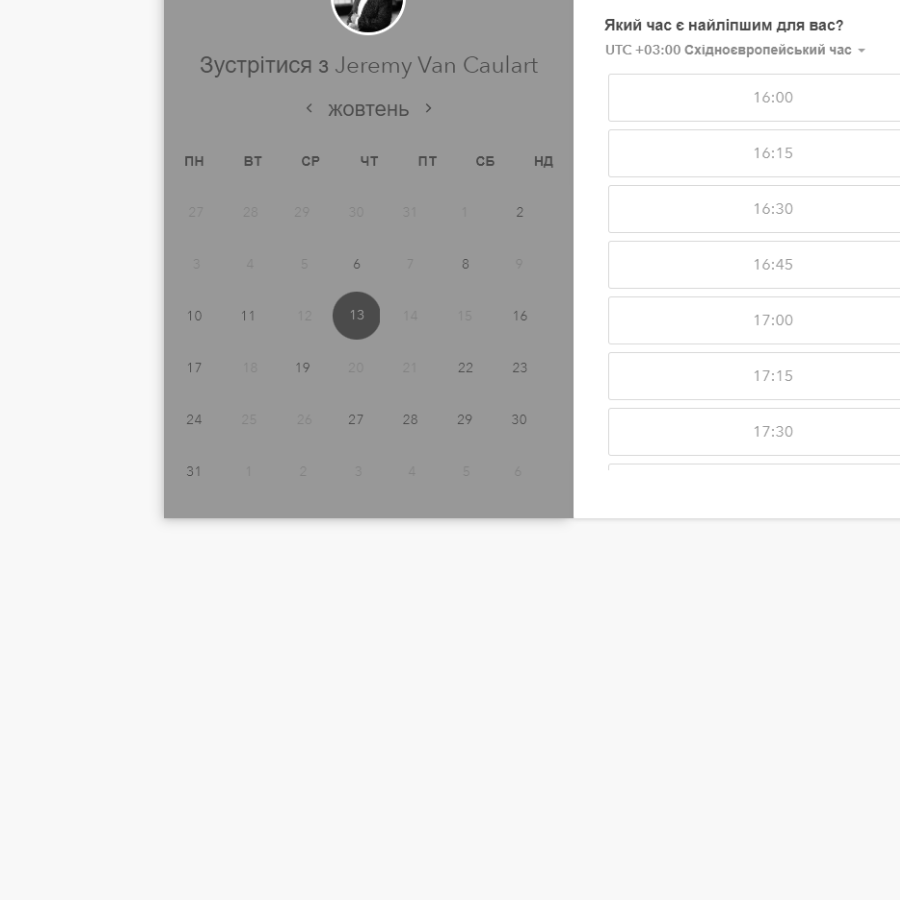 Зустрітися з Jeremy Van Caulart
жовтень
ПН ВТ СР ЧТ ПТ СБ НД
27 28 29 30 31 1 2
3 4 5 6 7 8 9
10 11 12 13 14 15 16
17 18 19 20 21 22 23
24 25 26 27 28 29 30
31 1 2 3 4 5 6
Який час є найліпшим для вас?
UTC +03:00 Східноєвропейський час
16:00
16:15
16:30
16:45
17:00
17:15
17:30